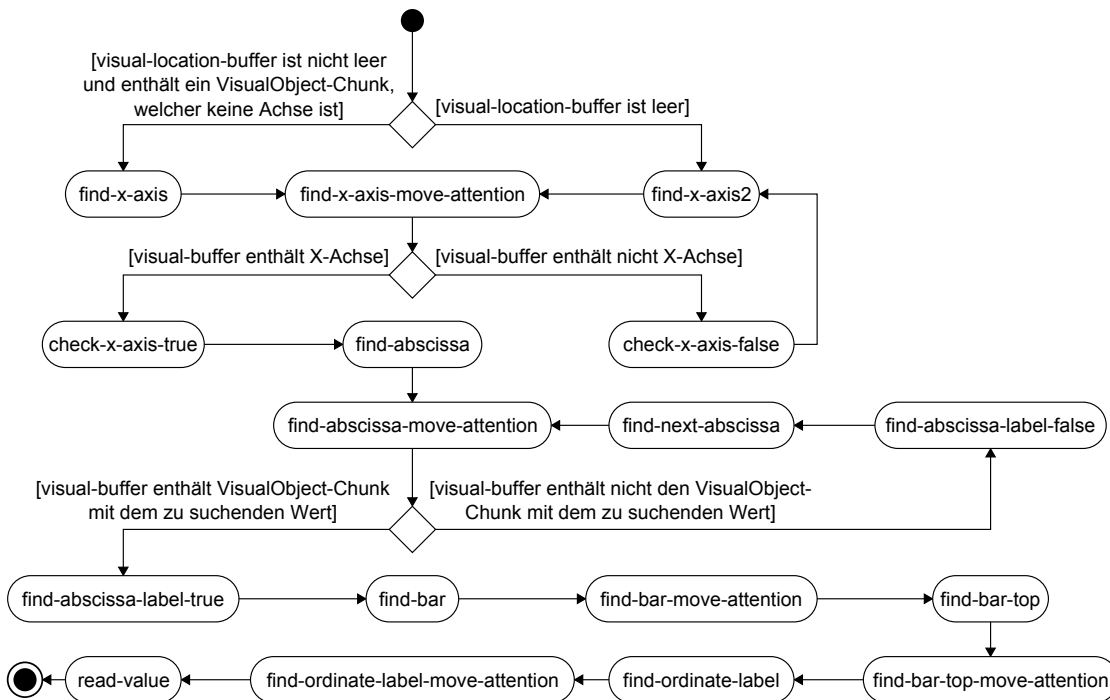 [visual-location-buffer ist nicht leer
und enthält ein VisualObject-Chunk,
welcher keine Achse ist]
[visual-location-buffer ist leer]
find-x-axis
find-x-axis-move-attention
find-x-axis2
[visual-buffer enthält X-Achse]
[visual-buffer enthält nicht X-Achse]
check-x-axis-true
find-abscissa
check-x-axis-false
find-abscissa-move-attention
find-next-abscissa
find-abscissa-label-false
[visual-buffer enthält VisualObject-Chunk
mit dem zu suchenden Wert]
[visual-buffer enthält nicht den VisualObject-
Chunk mit dem zu suchenden Wert]
find-abscissa-label-true
find-bar
find-bar-move-attention
find-bar-top
read-value
find-ordinate-label-move-attention
find-ordinate-label
find-bar-top-move-attention